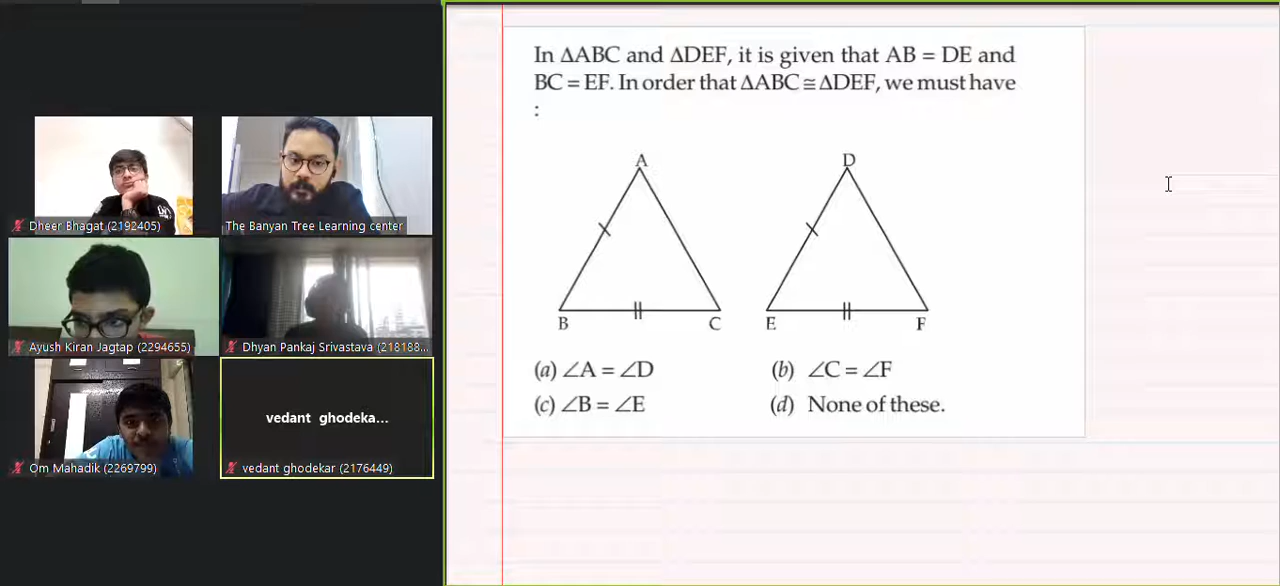 Dheer Bhagat (2192405)
The Banyan Tree Learning center
Ayush Kiran Jagtap (2294655)
Dhyan Pankaj Srivastava (218188...
vedant ghodeka...
Om Mahadik (2269799)
vedant ghodekar (2176449)
In ΔABC and ΔDEF, it is given that AB = DE and
BC = EF. In order that ΔABC ≅ ΔDEF, we must have
:
A D
B C E F
(a) ∠A = ∠D (b) ∠C = ∠F
(c) ∠B = ∠E (d) None of these.